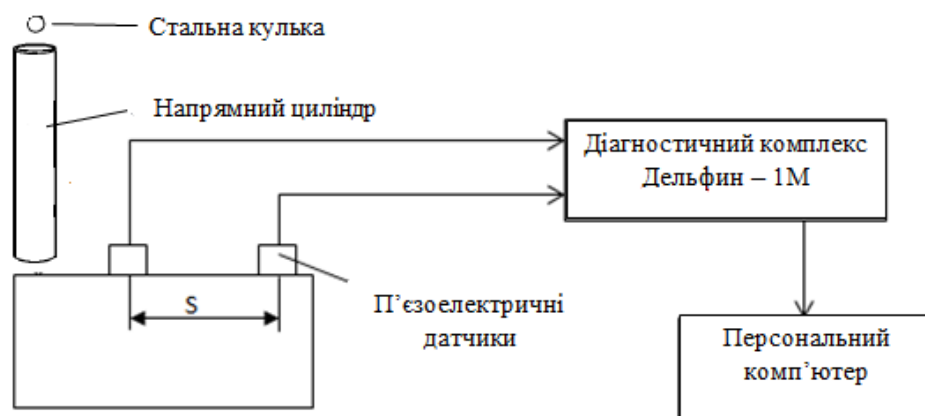 Стальна кулька
Напрямний циліндр
Діагностичний комплекс
Дельфин – 1М
S
П’єзоелектричні
датчики
Персональний
комп’ютер